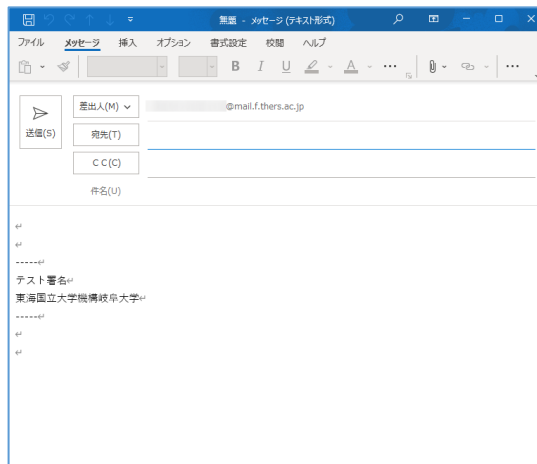 無題 - メッセージ (テキスト形式)
ファイル メッセージ 挿入 オプション 書式設定 校閲 ヘルプ
B I U A
送信(S)
差出人(M) @mail.f.thers.ac.jp
宛先(T)
C C(C)
件名(U)
-----
テスト署名
東海国立大学機構岐阜大学
-----